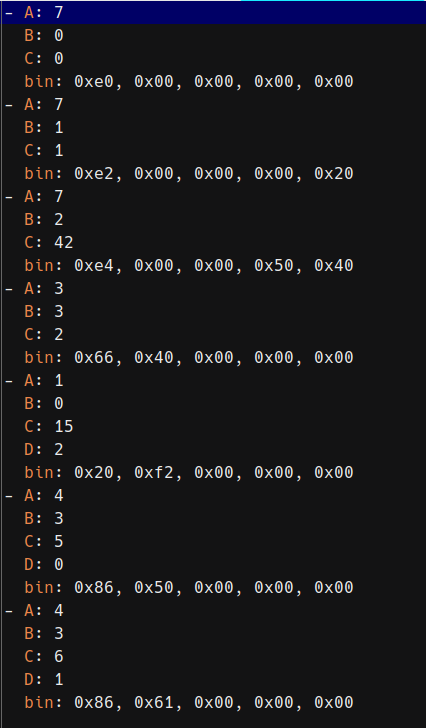 - A: 7
B: 0
C: 0
bin: 0xe0, 0x00, 0x00, 0x00, 0x00
- A: 7
B: 1
C: 1
bin: 0xe2, 0x00, 0x00, 0x00, 0x20
- A: 7
B: 2
C: 42
bin: 0xe4, 0x00, 0x00, 0x50, 0x40
- A: 3
B: 3
C: 2
bin: 0x66, 0x40, 0x00, 0x00, 0x00
- A: 1
B: 0
C: 15
D: 2
bin: 0x20, 0xf2, 0x00, 0x00, 0x00
- A: 4
B: 3
C: 5
D: 0
bin: 0x86, 0x50, 0x00, 0x00, 0x00
- A: 4
B: 3
C: 6
D: 1
bin: 0x86, 0x61, 0x00, 0x00, 0x00